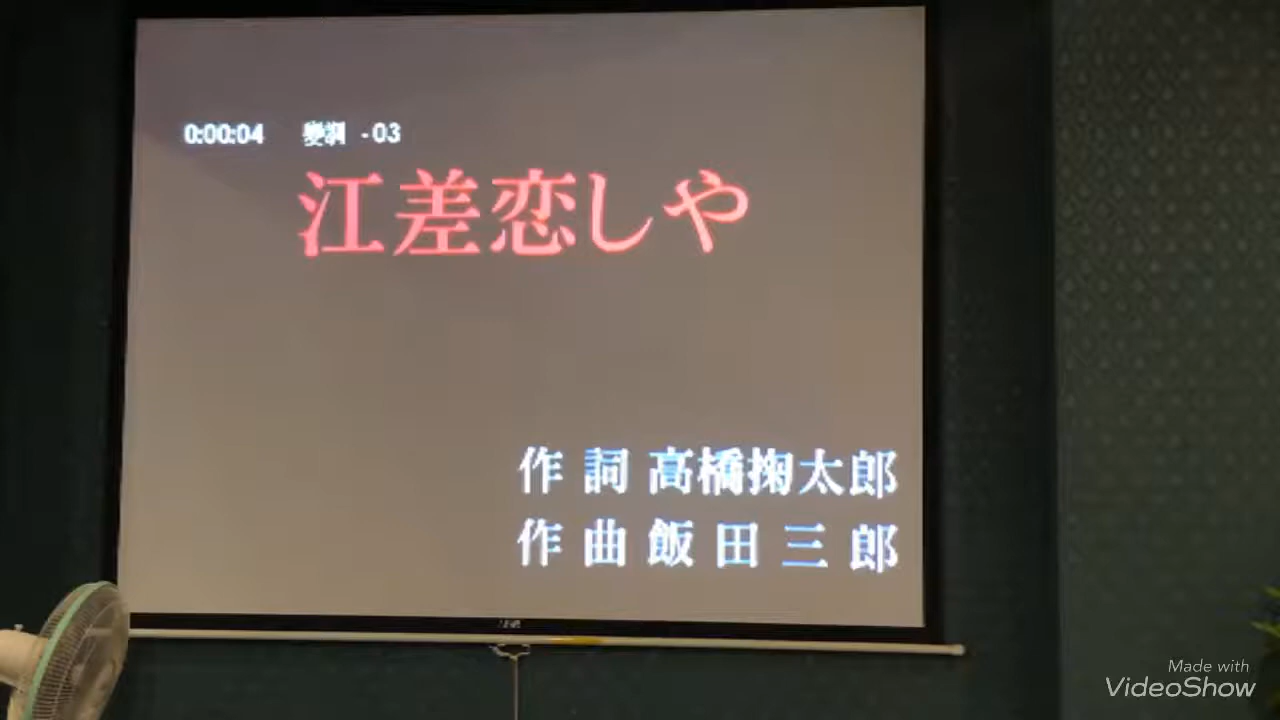 0:00:04 變調 -03
江差恋しや
作詞 高橋掬太郎
作曲 飯田三郎
Made with
VideoShow